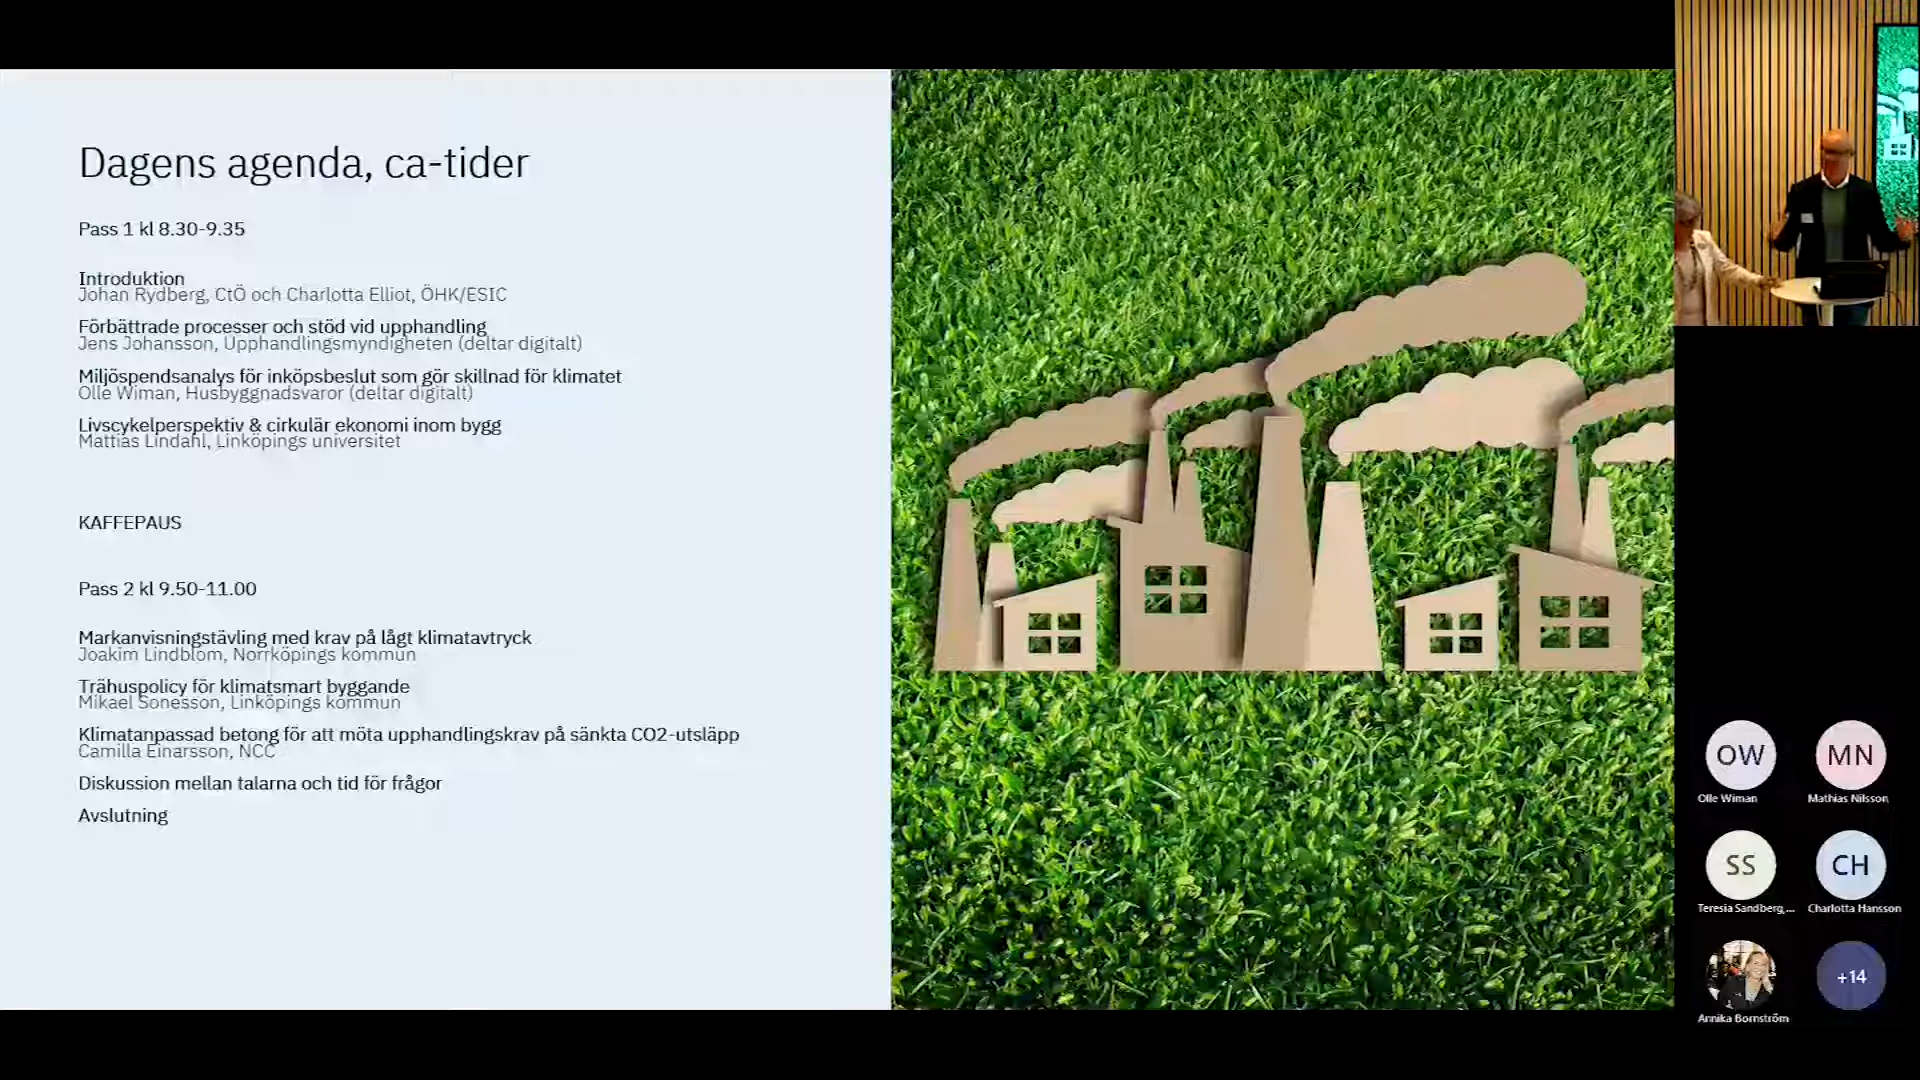 Dagens agenda, ca-tider
Pass 1 kl 8.30-9.35
Introduktion
Johan Rydberg, CtÖ och Charlotta Elliot, ÖHK/ESIC
Förbättrade processer och stöd vid upphandling
Jens Johansson, Upphandlingsmyndigheten (deltar digitalt)
Miljöspendsanalys för inköpsbeslut som gör skillnad för klimatet
Olle Wiman, Husbyggnadsvaror (deltar digitalt)
Livscykelperspektiv & cirkulär ekonomi inom bygg
Mattias Lindahl, Linköpings universitet
KAFFEPAUS
Pass 2 kl 9.50-11.00
Markanvisningstävling med krav på lågt klimatavtryck
Joakim Lindblom, Norrköpings kommun
Trähuspolicy för klimatsmart byggande
Mikael Sonesson, Linköpings kommun
Klimatanpassad betong för att möta upphandlingskrav på sänkta CO2-utsläpp
Camilla Einarsson, NCC
Diskussion mellan talarna och tid för frågor
Avslutning
OW
MN
Olle Wiman
Mathias Nilsson
SS
CH
Teresia Sandberg,...
Charlotta Hansson
+14
Annika Bornström